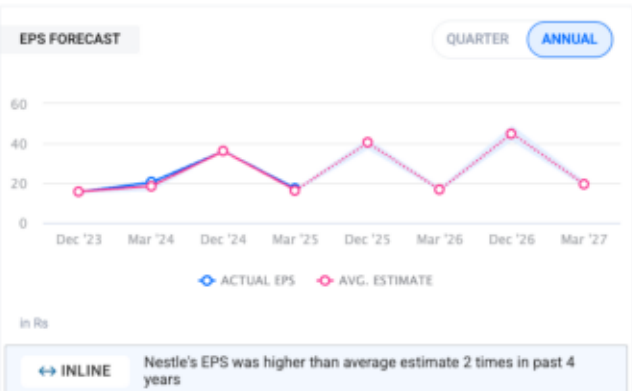 EPS FORECAST
QUARTER ANNUAL
60
40
20
0
Dec '23 Mar '24 Dec '24 Mar '25 Dec '25 Mar '26 Dec '26 Mar '27
ACTUAL EPS AVG. ESTIMATE
in Rs
INLINE
Nestle's EPS was higher than average estimate 2 times in past 4
years